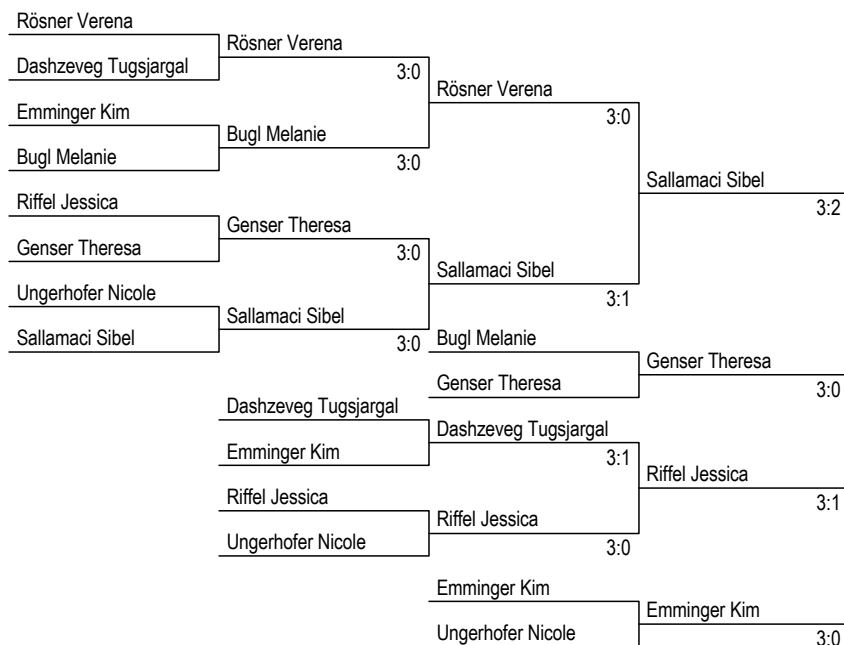 Rösner Verena
Rösner Verena
Dashzeveg Tugsjargal
3:0
Rösner Verena
Emminger Kim
3:0
Bugl Melanie
Bugl Melanie
3:0
Sallamaci Sibel
Riffel Jessica
3:2
Genser Theresa
Genser Theresa
3:0
Sallamaci Sibel
Ungerhofer Nicole
3:1
Sallamaci Sibel
Sallamaci Sibel
3:0
Bugl Melanie
Genser Theresa
Genser Theresa
3:0
Dashzeveg Tugsjargal
Dashzeveg Tugsjargal
Emminger Kim
3:1
Riffel Jessica
Riffel Jessica
3:1
Riffel Jessica
Ungerhofer Nicole
3:0
Emminger Kim
Emminger Kim
Ungerhofer Nicole
3:0